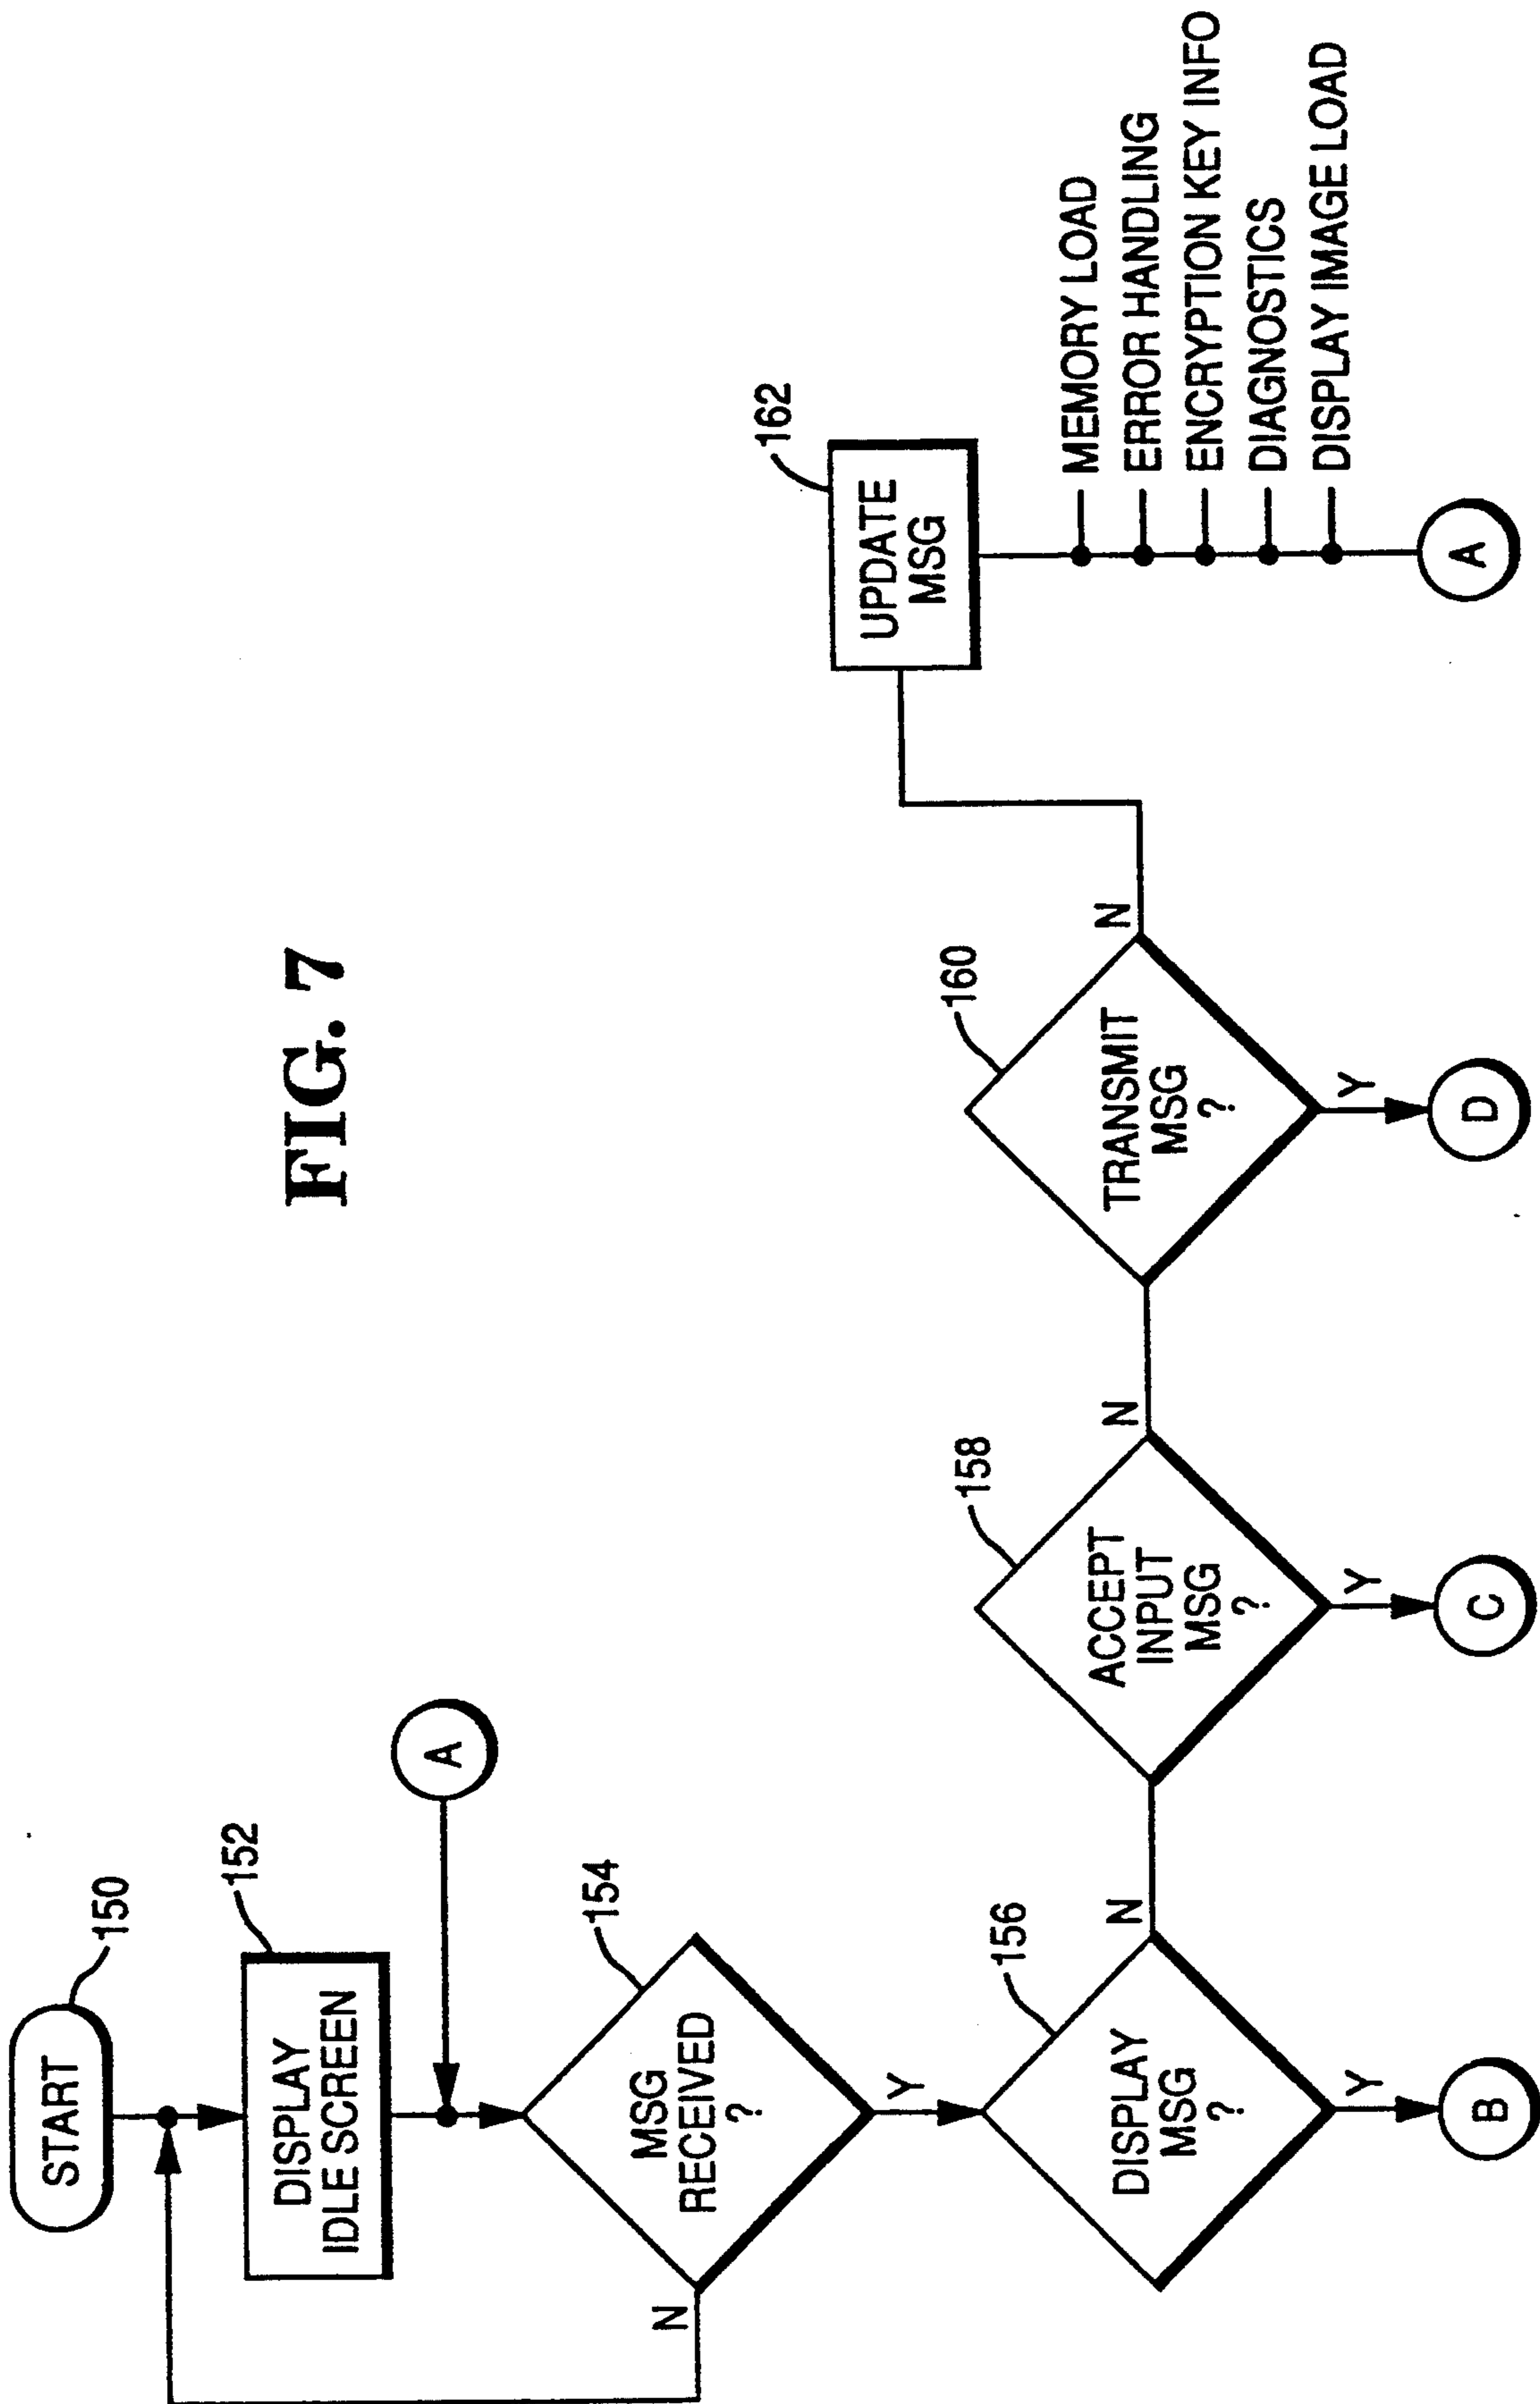 FIG. 7
START
150
DISPLAY
IDLE SCREEN
152
A
MSG
RECEIVED
?
154
N
Y
DISPLAY
MSG
?
156
N
Y
B
ACCEPT
INPUT
MSG
?
158
N
Y
C
TRANSMIT
MSG
?
160
N
Y
D
UPDATE
MSG
162
MEMORY LOAD
ERROR HANDLING
ENCRYPTION KEY INFO
DIAGNOSTICS
DISPLAY IMAGE LOAD
A